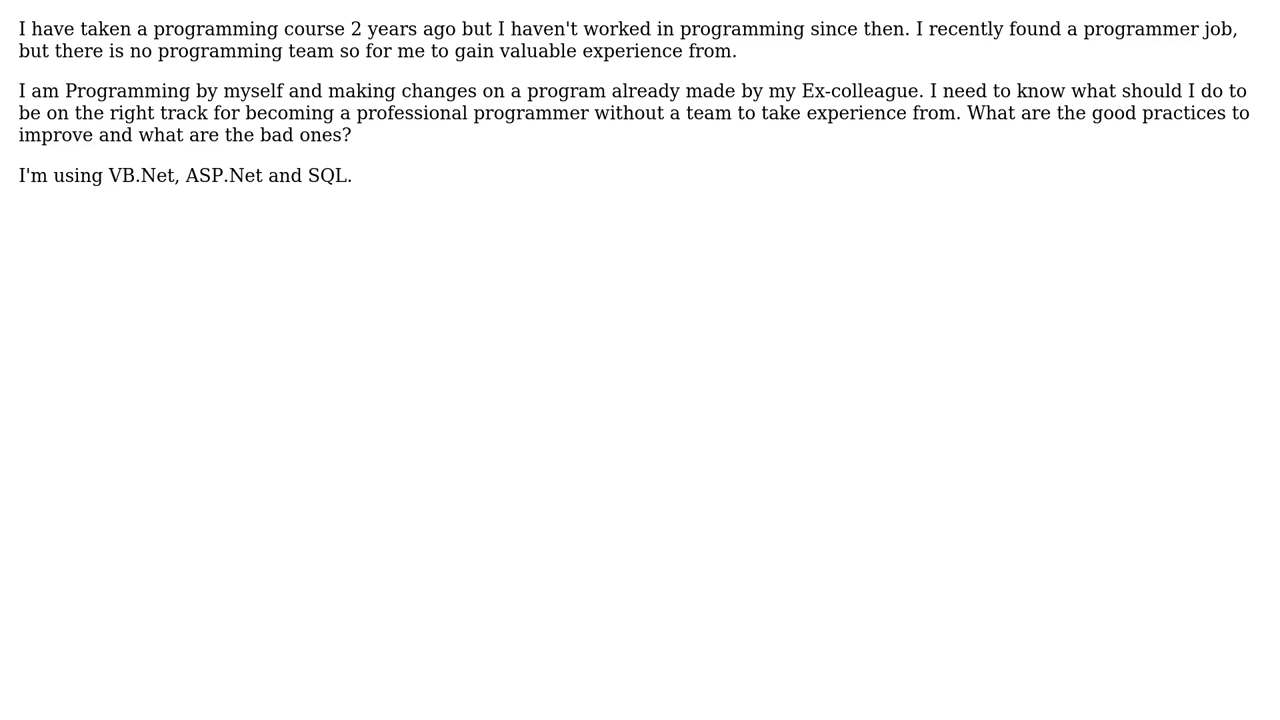 I have taken a programming course 2 years ago but I haven't worked in programming since then. I recently found a programmer job,
but there is no programming team so for me to gain valuable experience from.
I am Programming by myself and making changes on a program already made by my Ex-colleague. I need to know what should I do to
be on the right track for becoming a professional programmer without a team to take experience from. What are the good practices to
improve and what are the bad ones?
I'm using VB.Net, ASP.Net and SQL.